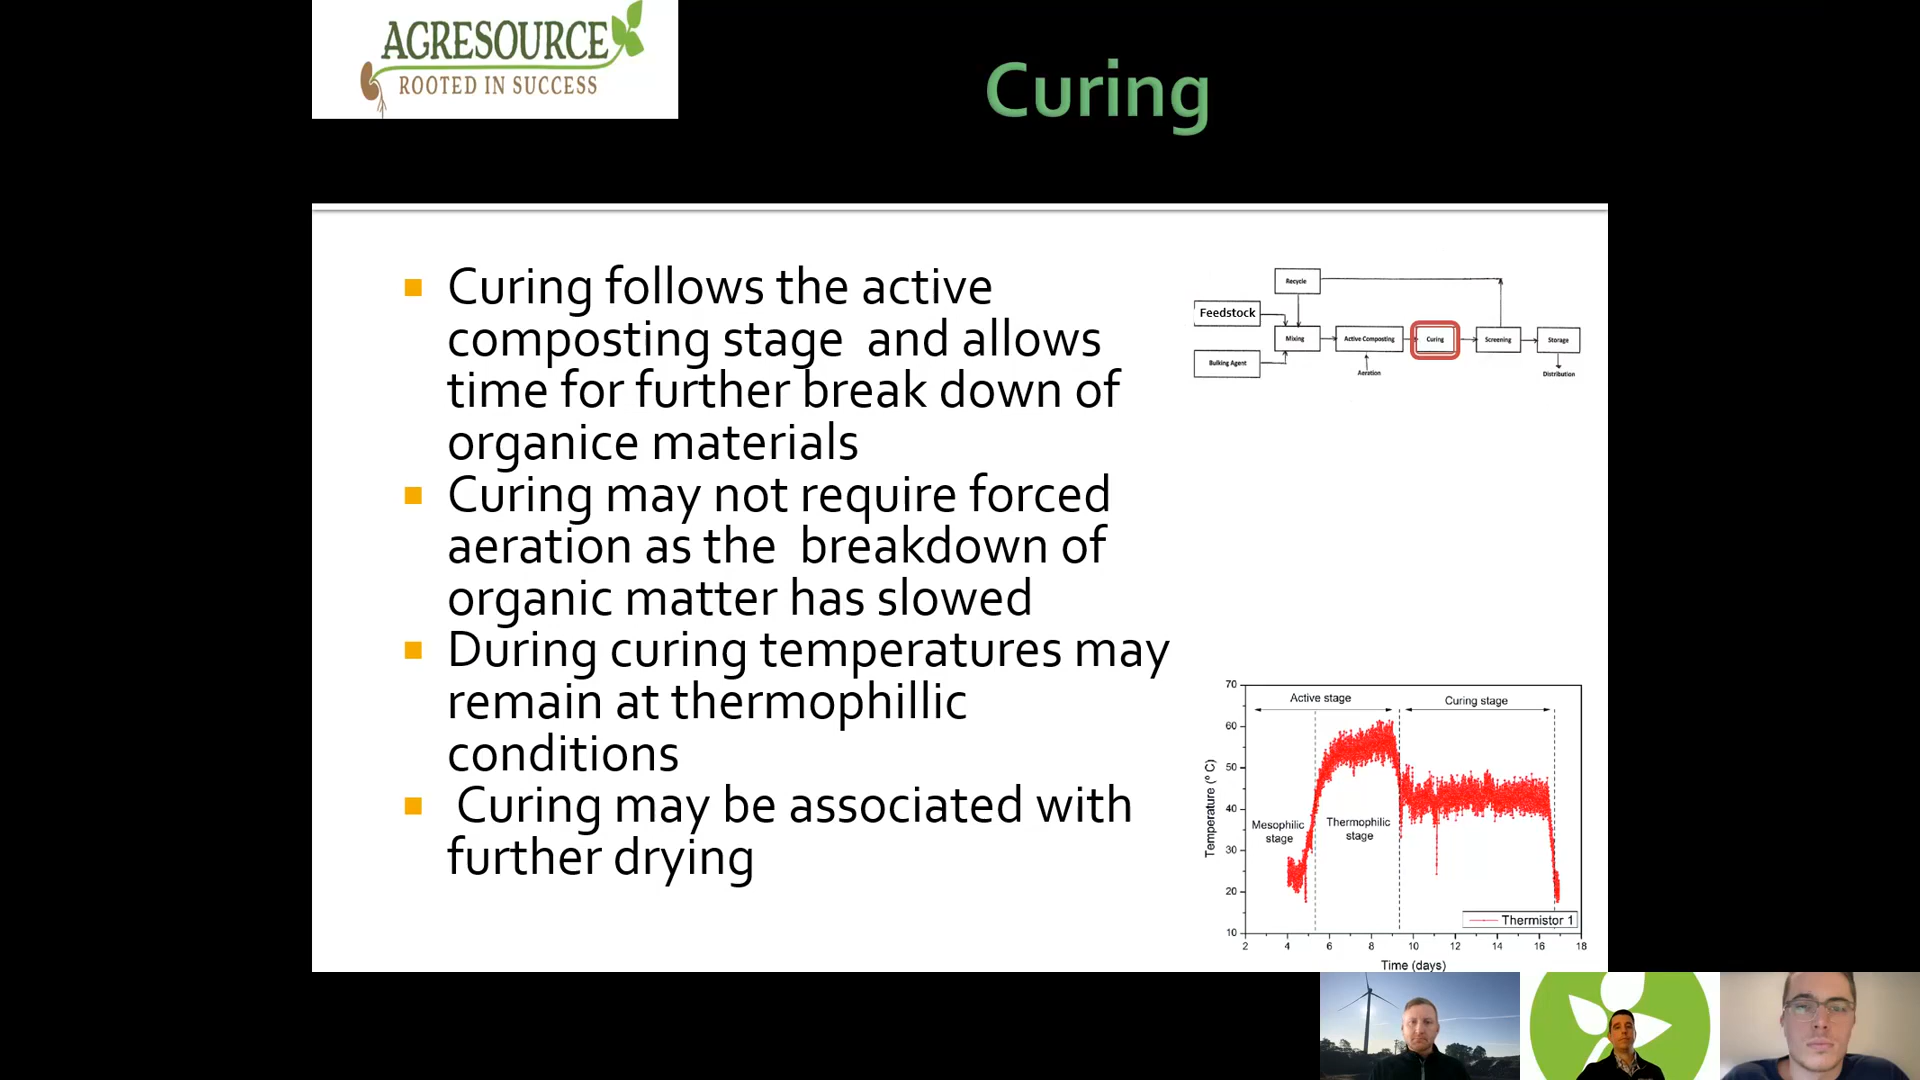 AGRESOURCE
ROOTED IN SUCCESS
Curing
Curing follows the active
composting stage  and allows
time for further break down of
organice materials
Curing may not require forced
aeration as the  breakdown of
organic matter has slowed
During curing temperatures may
remain at thermophillic
conditions
Curing may be associated with
further drying
Recycle
Feedstock
Mixing
Active Composting
Curing
Screening
Storage
Bulking Agent
Aeration
Distribution
70
60
50
40
30
20
10
Temperature (° C)
Active stage
Curing stage
Mesophilic
stage
Thermophilic
stage
Thermistor 1
2 4 6 8 10 12 14 16 18
Time (days)